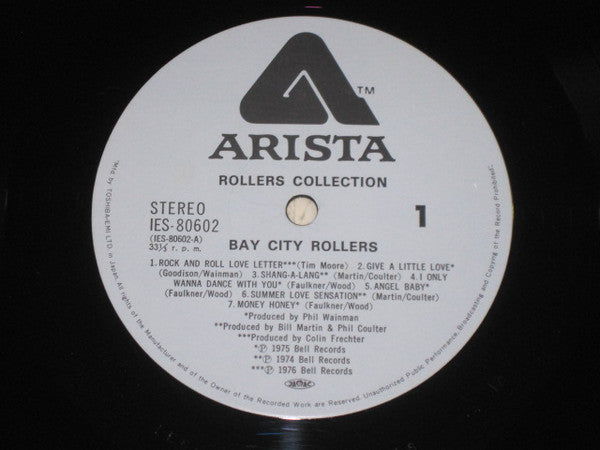 TM
ARISTA
ROLLERS COLLECTION
STEREO
IES-80602
(IES-80602-A)
33⅓ r. p. m.
1
BAY CITY ROLLERS
1.ROCK AND ROLL LOVE LETTER***(Tim Moore) 2.GIVE A LITTLE LOVE*
(Goodison/Wainman) 3.SHANG-A-LANG** (Martin/Coulter) 4.I ONLY
WANNA DANCE WITH YOU* (Faulkner/Wood) 5.ANGEL BABY*
(Faulkner/Wood) 6.SUMMER LOVE SENSATION** (Martin/Coulter)
7. MONEY HONEY* (Faulkner/Wood)
*Produced by Phil Wainman
**Produced by Bill Martin & Phil Coulter
***Produced by Colin Frechter
*Ⓟ 1975 Bell Records
**Ⓟ 1974 Bell Records
***Ⓟ 1976 Bell Records
JASRAC
Mfd by TOSHIBA-EMI LTD. in Japan. All rights of the Manufacturer and of the Owner of the Recorded Work are Reserved. Unauthorized Public Performance, Broadcasting and Copying of the Record Prohibited.